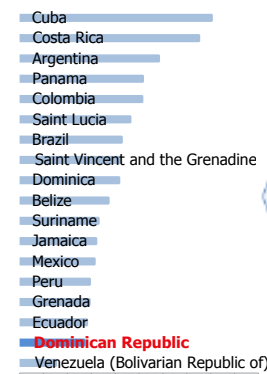 Cuba
Costa Rica
Argentina
Panama
Colombia
Saint Lucia
Brazil
Saint Vincent and the Grenadine
Dominica
Belize
Suriname
Jamaica
Mexico
Peru
Grenada
Ecuador
Dominican Republic
Venezuela (Bolivarian Republic of)